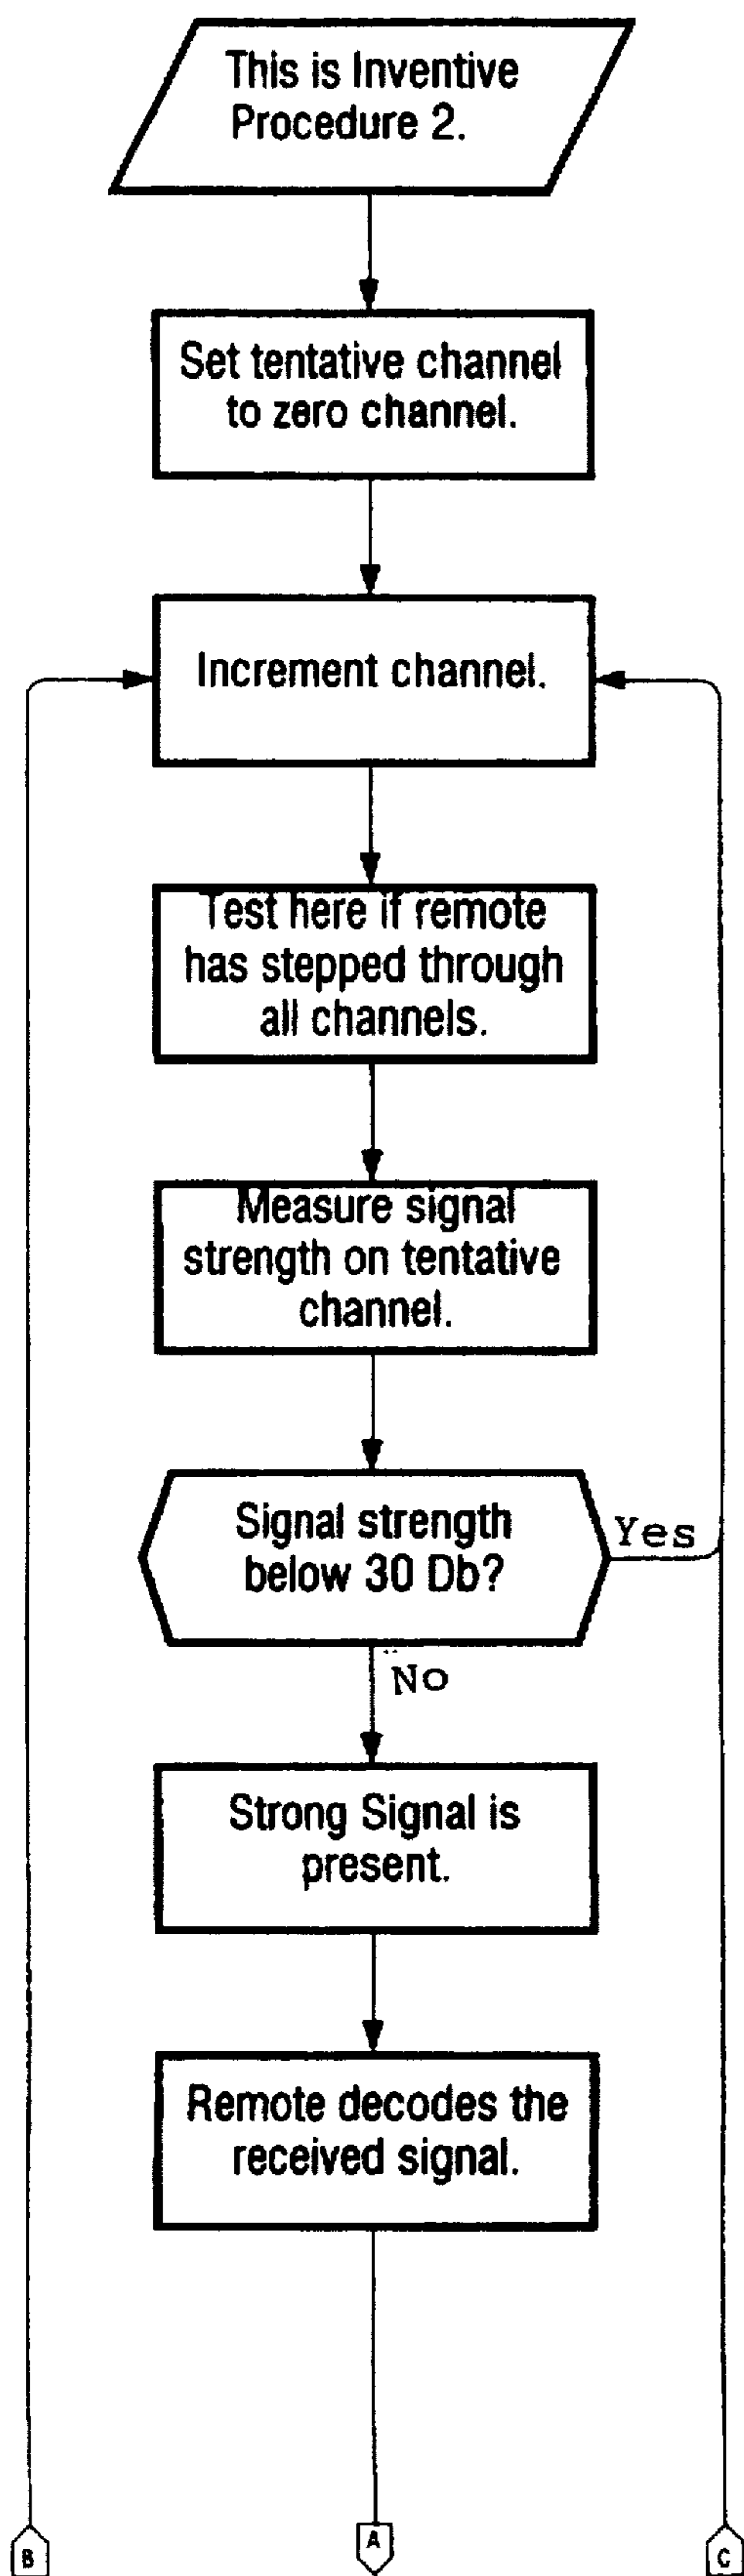 This is Inventive
Procedure 2.
Set tentative channel
to zero channel.
Increment channel.
Test here if remote
has stepped through
all channels.
Measure signal
strength on tentative
channel.
Signal strength
below 30 Db?
Yes
No
Strong Signal is
present.
Remote decodes the
received signal.
B
A
C